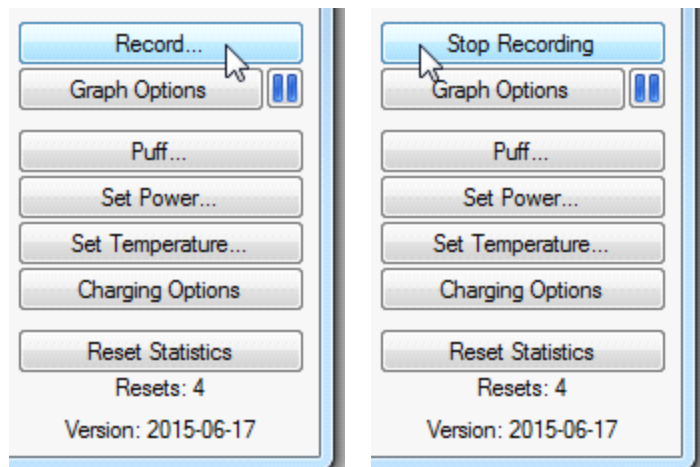 Record...
Graph Options
Puff...
Set Power...
Set Temperature...
Charging Options
Reset Statistics
Resets: 4
Version: 2015-06-17
Stop Recording
Graph Options
Puff...
Set Power...
Set Temperature...
Charging Options
Reset Statistics
Resets: 4
Version: 2015-06-17